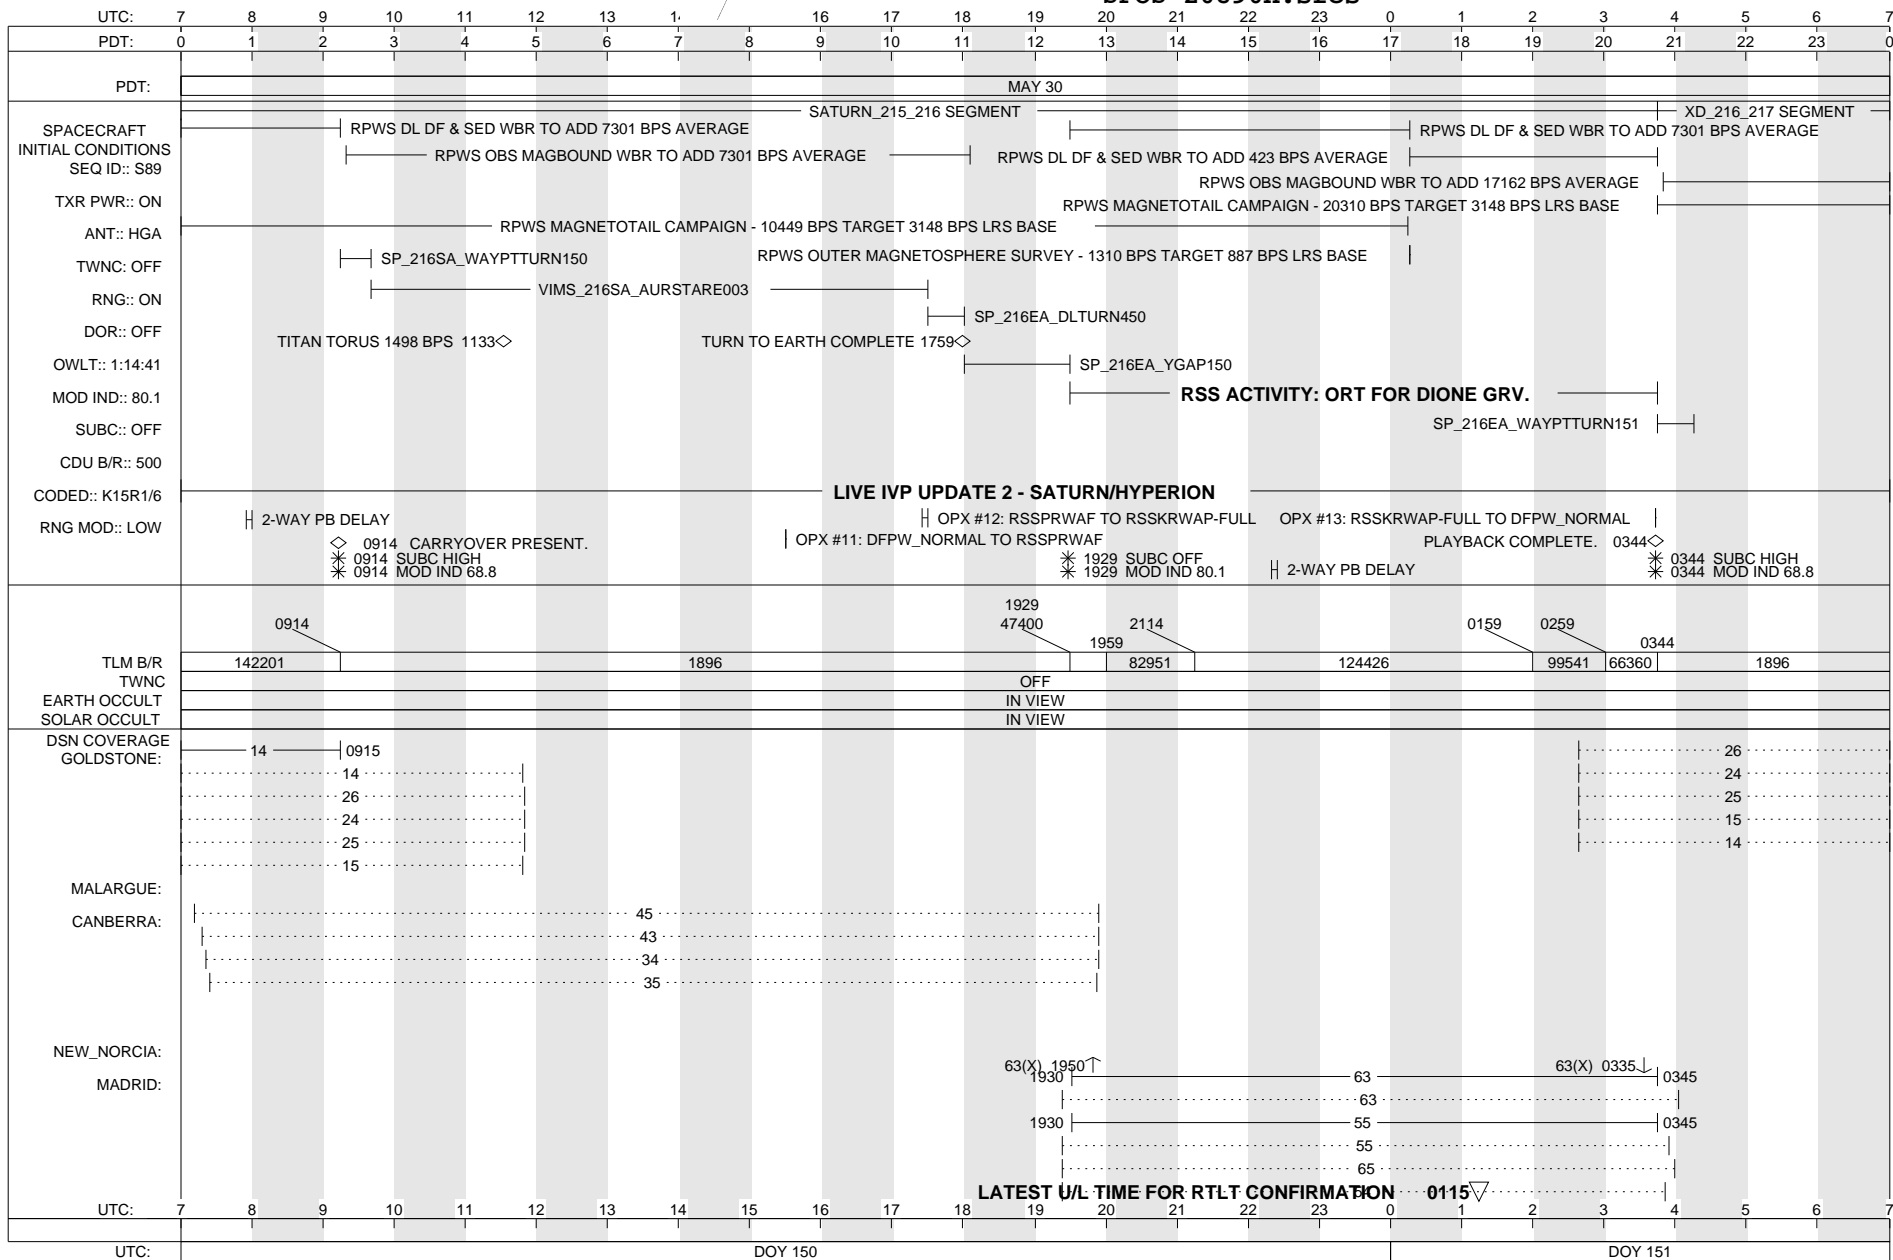 UTC: 7 8 9 10 11 12 13 16 17 18 19 20 21 22 23 0 1 2 3 4 5 6 7
PDT: 0 1 2 3 4 5 6 7 8 9 10 11 12 13 14 15 16 17 18 19 20 21 22 23 0
PDT: MAY 30
SATURN_215_216 SEGMENT XD_216_217 SEGMENT
SPACECRAFT
INITIAL CONDITIONS
SEQ ID:: S89
TXR PWR:: ON
ANT:: HGA
TWNC: OFF
RNG:: ON
DOR:: OFF
OWLT:: 1:14:41
MOD IND:: 80.1
SUBC:: OFF
CDU B/R:: 500
CODED:: K15R1/6
RNG MOD:: LOW
RPWS DL DF & SED WBR TO ADD 7301 BPS AVERAGE RPWS DL DF & SED WBR TO ADD 7301 BPS AVERAGE
RPWS OBS MAGBOUND WBR TO ADD 7301 BPS AVERAGE RPWS DL DF & SED WBR TO ADD 423 BPS AVERAGE
RPWS OBS MAGBOUND WBR TO ADD 17162 BPS AVERAGE
RPWS MAGNETOTAIL CAMPAIGN - 20310 BPS TARGET 3148 BPS LRS BASE
RPWS MAGNETOTAIL CAMPAIGN - 10449 BPS TARGET 3148 BPS LRS BASE
SP_216SA_WAYPTTURN150 RPWS OUTER MAGNETOSPHERE SURVEY - 1310 BPS TARGET 887 BPS LRS BASE
VIMS_216SA_AURSTARE003
SP_216EA_DLTURN450
TITAN TORUS 1498 BPS 1133 TURN TO EARTH COMPLETE 1759
SP_216EA_YGAP150
RSS ACTIVITY: ORT FOR DIONE GRV.
SP_216EA_WAYPTTURN151
LIVE IVP UPDATE 2 - SATURN/HYPERION
2-WAY PB DELAY OPX #12: RSSPRWAF TO RSSKRWAP-FULL OPX #13: RSSKRWAP-FULL TO DFPW_NORMAL
0914 CARRYOVER PRESENT. OPX #11: DFPW_NORMAL TO RSSPRWAF PLAYBACK COMPLETE. 0344
0914 SUBC HIGH 1929 SUBC OFF 0344 SUBC HIGH
0914 MOD IND 68.8 1929 MOD IND 80.1 2-WAY PB DELAY 0344 MOD IND 68.8
1929
0914 47400 2114 0159 0259
1959 0344
TLM B/R 142201 1896 82951 124426 99541 66360 1896
TWNC OFF
EARTH OCCULT IN VIEW
SOLAR OCCULT IN VIEW
DSN COVERAGE
GOLDSTONE:
14 0915 26
14 24
26 25
24 15
25 14
15
MALARGUE:
CANBERRA:
45
43
34
35
NEW_NORCIA:
63(X) 1950 63(X) 0335
MADRID: 1930 63 0345
63
1930 55 0345
55
65
LATEST U/L TIME FOR RTLT CONFIRMATION 0115
UTC: 7 8 9 10 11 12 13 14 15 16 17 18 19 20 21 22 23 0 1 2 3 4 5 6 7
UTC: DOY 150 DOY 151